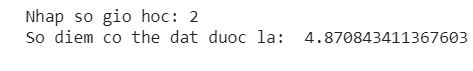 Nhap so gio hoc: 2
So diem co the dat duoc la:  4.870843411367603